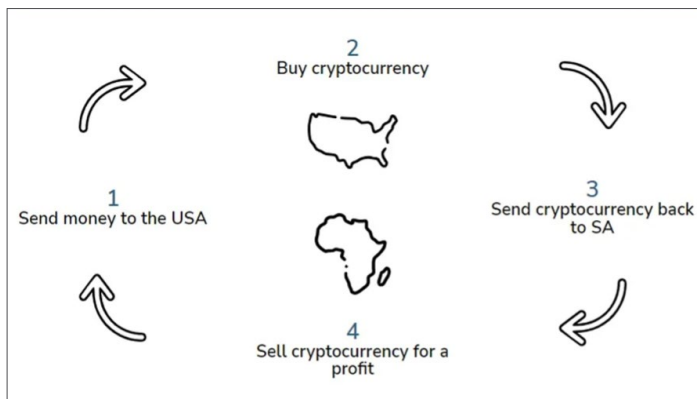 2
Buy cryptocurrency
1
Send money to the USA
3
Send cryptocurrency back
to SA
4
Sell cryptocurrency for a
profit